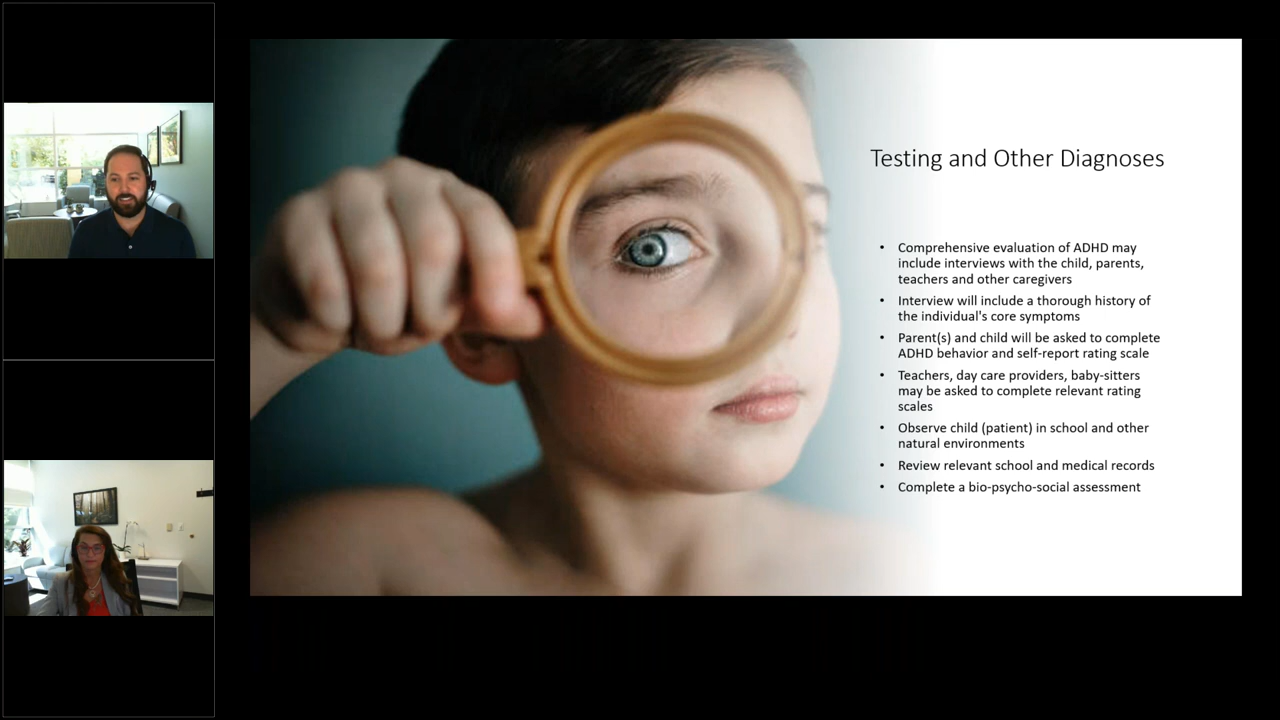 Testing and Other Diagnoses
• Comprehensive evaluation of ADHD may
include interviews with the child, parents,
teachers and other caregivers
• Interview will include a thorough history of
the individual's core symptoms
• Parent(s) and child will be asked to complete
ADHD behavior and self-report rating scale
• Teachers, day care providers, baby-sitters
may be asked to complete relevant rating
scales
• Observe child (patient) in school and other
natural environments
• Review relevant school and medical records
• Complete a bio-psycho-social assessment